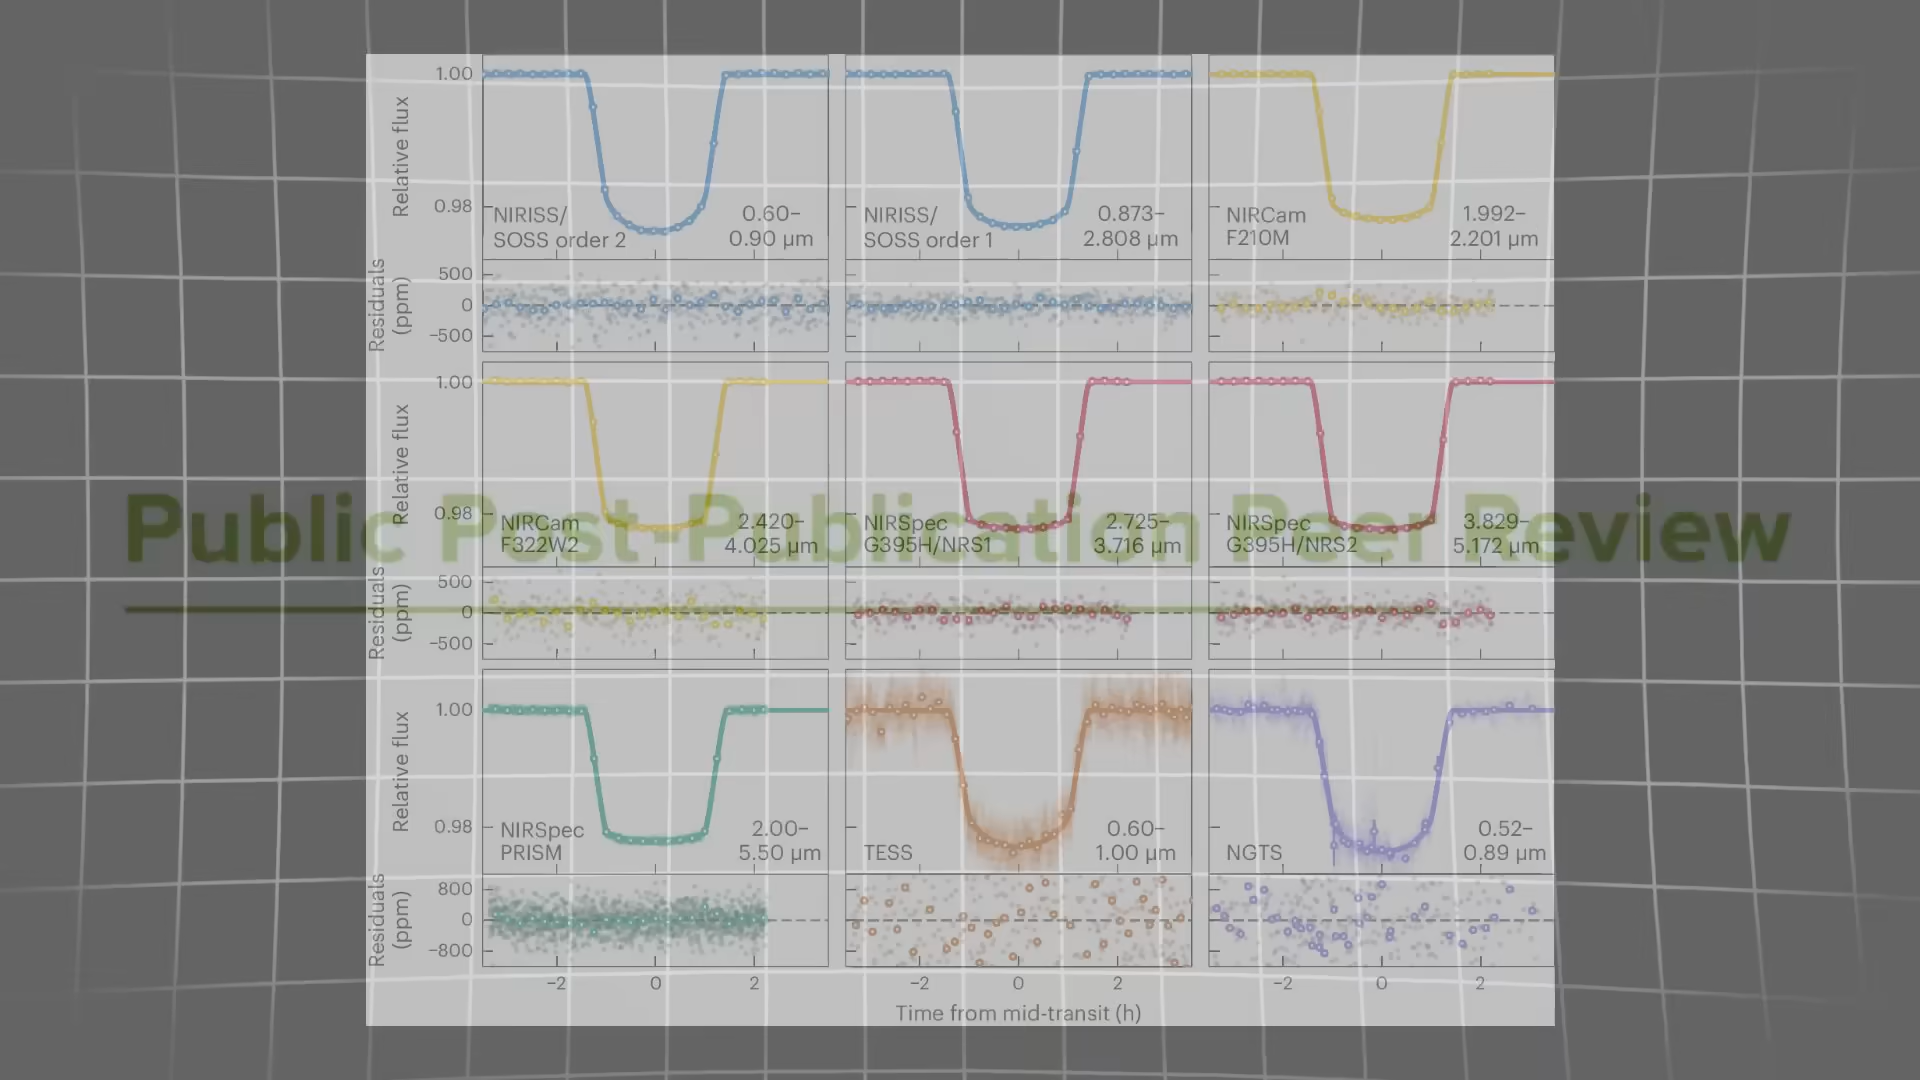 1.00
Relative flux
0.98
NIRISS/
SOSS order 2
0.60–
0.90 μm
NIRISS/
SOSS order 1
0.873–
2.808 μm
NIRCam
F210M
1.992–
2.201 μm
Residuals
(ppm)
500
0
–500
1.00
Relative flux
0.98
NIRCam
F322W2
2.420–
4.025 μm
NIRSpec
G395H/NRS1
2.725–
3.716 μm
NIRSpec
G395H/NRS2
3.829–
5.172 μm
Public Post-Publication Peer Review
Residuals
(ppm)
500
0
–500
1.00
Relative flux
0.98
NIRSpec
PRISM
2.00–
5.50 μm
TESS
0.60–
1.00 μm
NGTS
0.52–
0.89 μm
Residuals
(ppm)
800
0
–800
–2 0 2
–2 0 2
–2 0 2
Time from mid-transit (h)